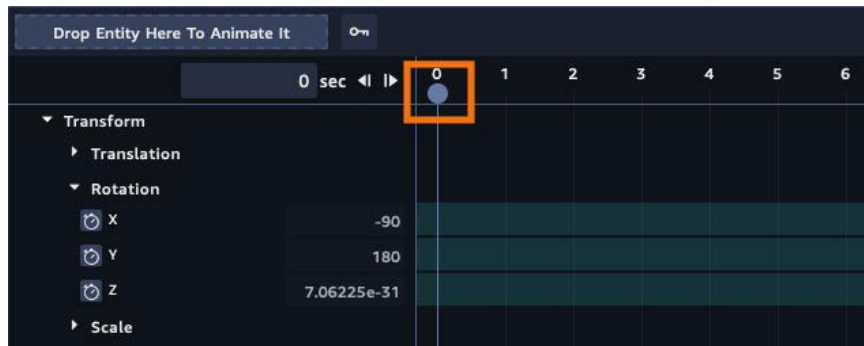 Drop Entity Here To Animate It
0 sec 0 1 2 3 4 5 6
Transform
Translation
Rotation
X -90
Y 180
Z 7.06225e-31
Scale